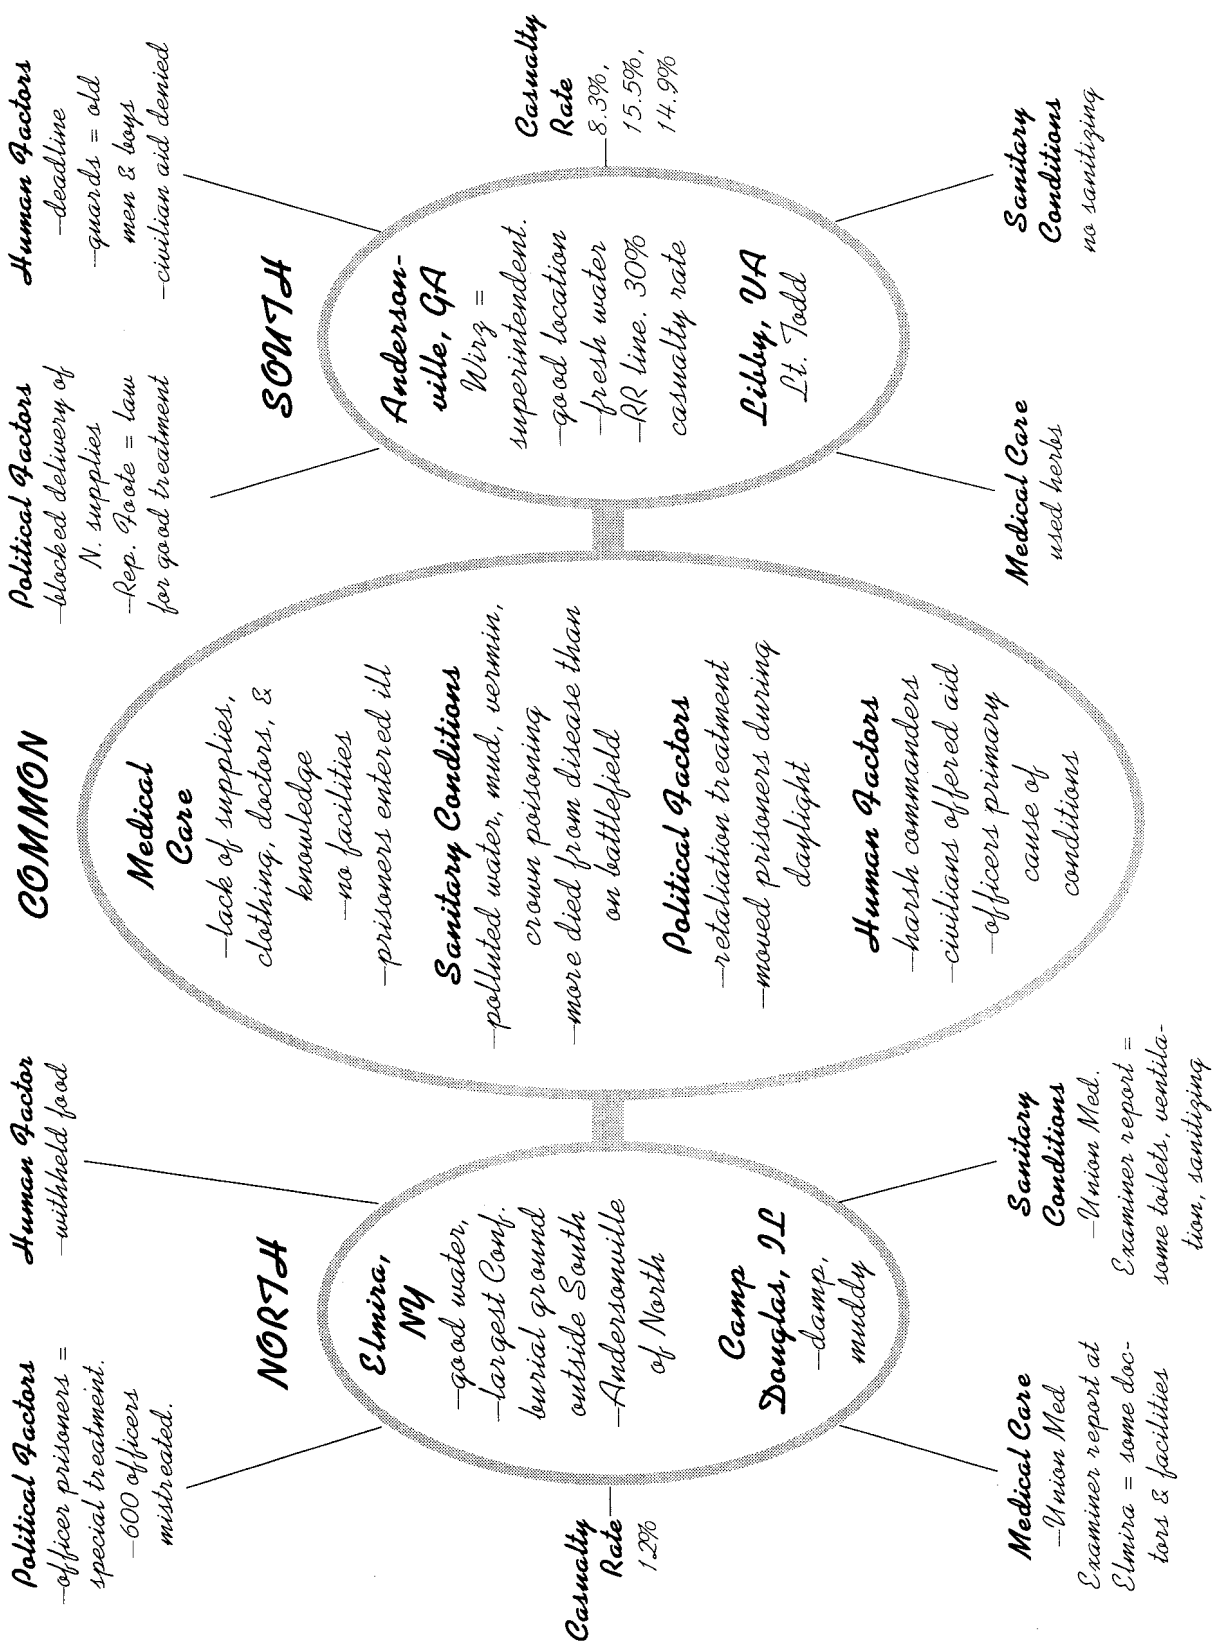 NORTH
Political Factors
–officer prisoners =
special treatment.
–600 officers
mistreated.
Human Factor
–withheld food
Casualty
Rate
12%
Elmira,
NY
–good water,
–largest Conf.
burial ground
outside South
–Andersonville
of North
Camp
Douglas, IL
–damp,
muddy
Medical Care
–Union Med
Examiner report at
Elmira = some doc-
tors & facilities
Sanitary
Conditions
–Union Med.
Examiner report =
some toilets, ventila-
tion, sanitizing
COMMON
Medical
Care
–lack of supplies,
clothing, doctors, &
knowledge
–no facilities
–prisoners entered ill
Sanitary Conditions
–polluted water, mud, vermin,
crown poisoning
–more died from disease than
on battlefield
Political Factors
–retaliation treatment
–moved prisoners during
daylight
Human Factors
–harsh commanders
–civilians offered aid
–officers primary
cause of
conditions
SOUTH
Political Factors
–blocked delivery of
N. supplies
–Rep. Foote = law
for good treatment
Human Factors
–deadline
–guards = old
men & boys
–civilian aid denied
Anderson-
ville, GA
Wirz =
superintendent.
–good location
–fresh water
–RR line. 30%
casualty rate
Libby, VA
Lt. Todd
Casualty
Rate
8.3%,
15.5%,
14.9%
Medical Care
used herbs
Sanitary
Conditions
no sanitizing